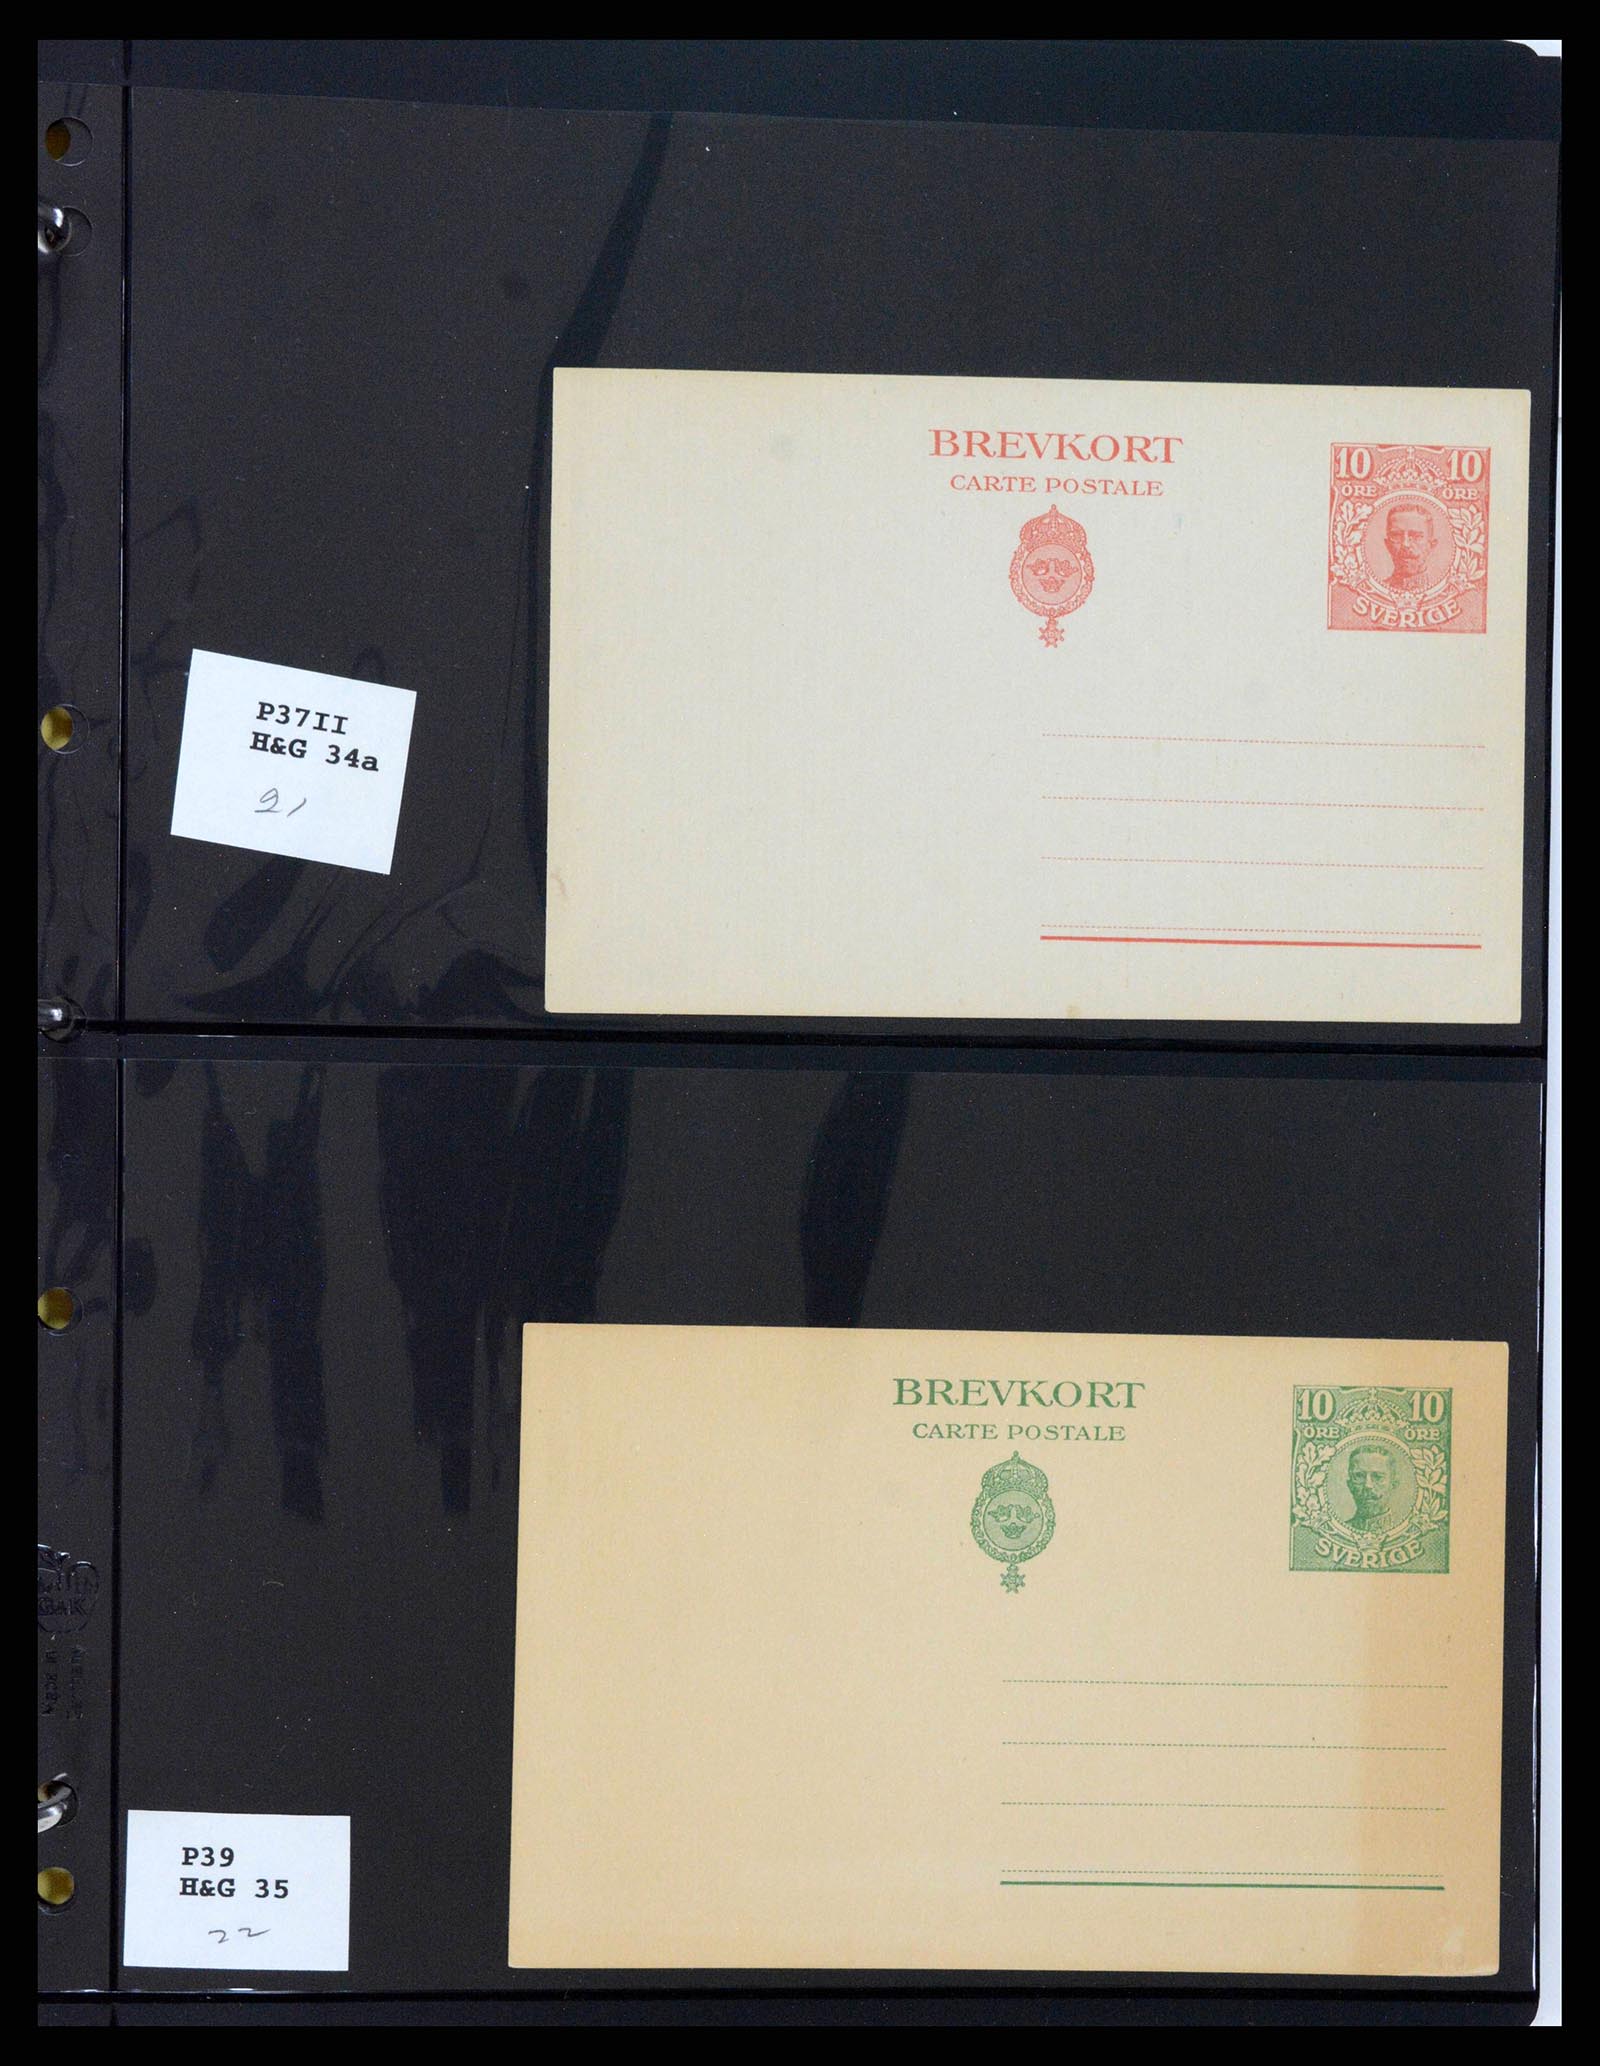 BREVKORT
CARTE POSTALE
10 10
ÖRE ÖRE
SVERIGE
P37II
H&G 34a
21
BREVKORT
CARTE POSTALE
10 10
ÖRE ÖRE
SVERIGE
P39
H&G 35
22